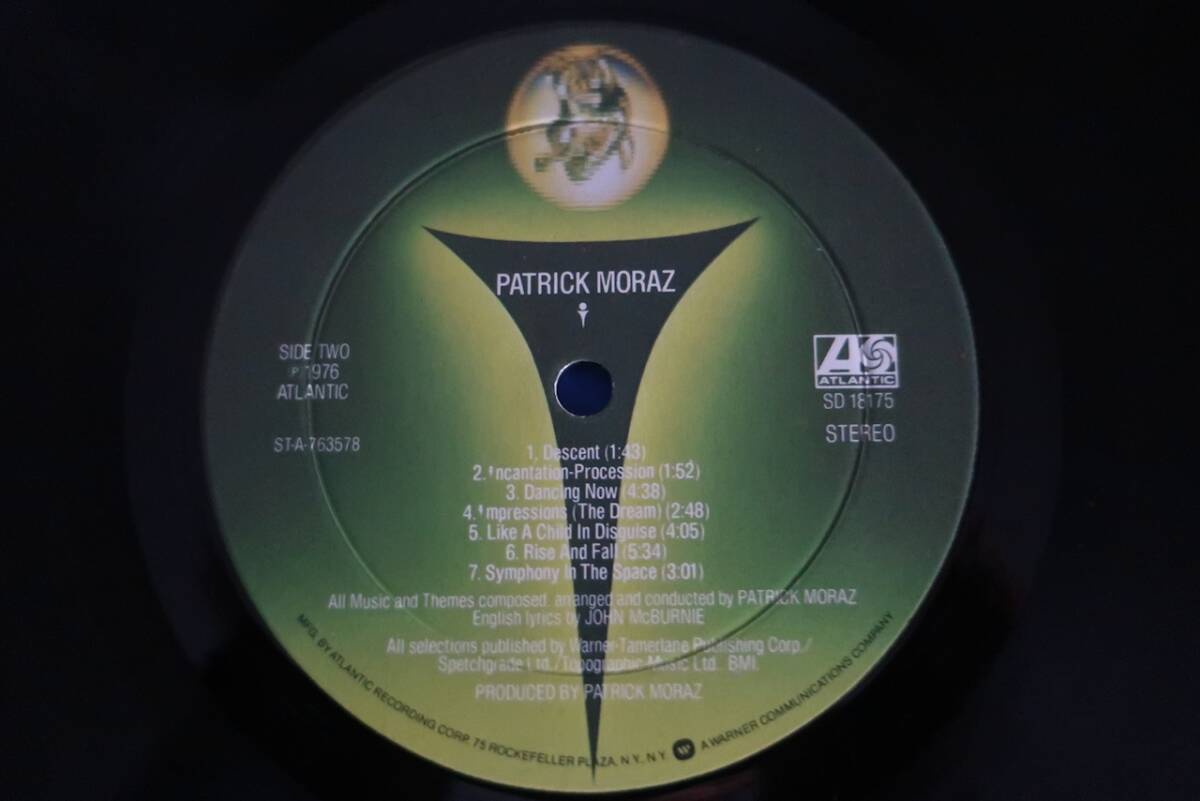 PATRICK MORAZ
SIDE TWO
℗ 1976
ATLANTIC
ST-A-763578
ATLANTIC
SD 18175
STEREO
1. Descent (1:43)
2. Incantation-Procession (1:52)
3. Dancing Now (4:38)
4. Impressions (The Dream) (2:48)
5. Like A Child In Disguise (4:05)
6. Rise And Fall (5:34)
7. Symphony In The Space (3:01)
All Music and Themes composed, arranged and conducted by PATRICK MORAZ
English lyrics by JOHN McBURNIE
All selections published by Warner-Tamerlane Publishing Corp./
Spetchgrade Ltd./Topographic Music Ltd. BMI.
PRODUCED BY PATRICK MORAZ
MFG. BY ATLANTIC RECORDING CORP. 75 ROCKEFELLER PLAZA, N.Y., N.Y. A WARNER COMMUNICATIONS COMPANY